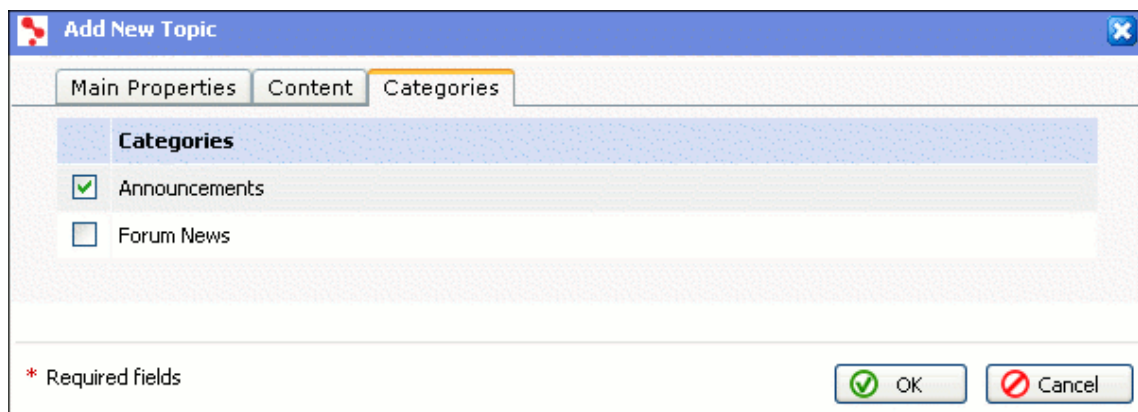 Add New Topic
Main Properties Content Categories
Categories
Announcements
Forum News
* Required fields
OK Cancel